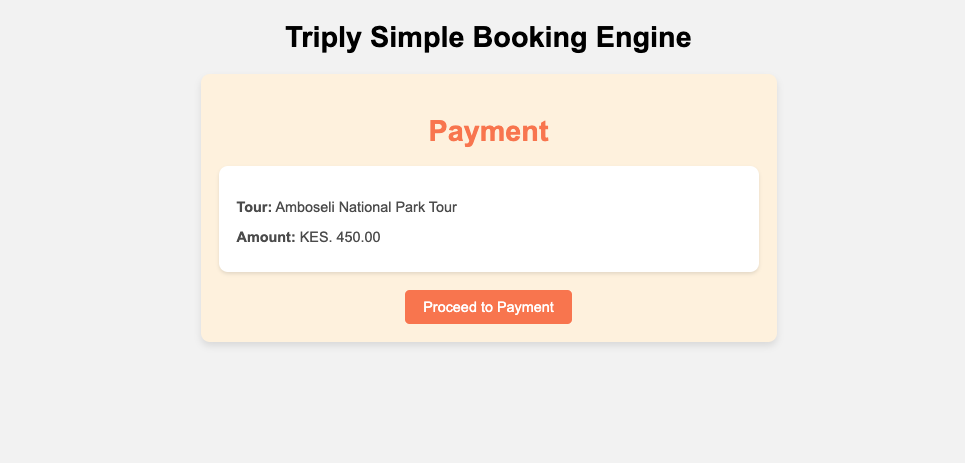 Triply Simple Booking Engine
Payment
Tour: Amboseli National Park Tour
Amount: KES. 450.00
Proceed to Payment